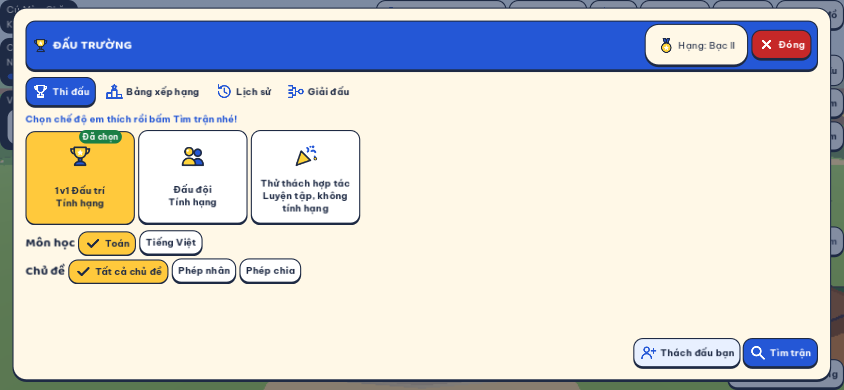 ĐẤU TRƯỜNG
Hạng: Bạc II
Đóng
Thi đấu
Bảng xếp hạng
Lịch sử
Giải đấu
Chọn chế độ em thích rồi bấm Tìm trận nhé!
Đã chọn
1v1 Đấu trí
Tính hạng
Đấu đội
Tính hạng
Thử thách hợp tác
Luyện tập, không
tính hạng
Môn học
Toán
Tiếng Việt
Chủ đề
Tất cả chủ đề
Phép nhân
Phép chia
Thách đấu bạn
Tìm trận